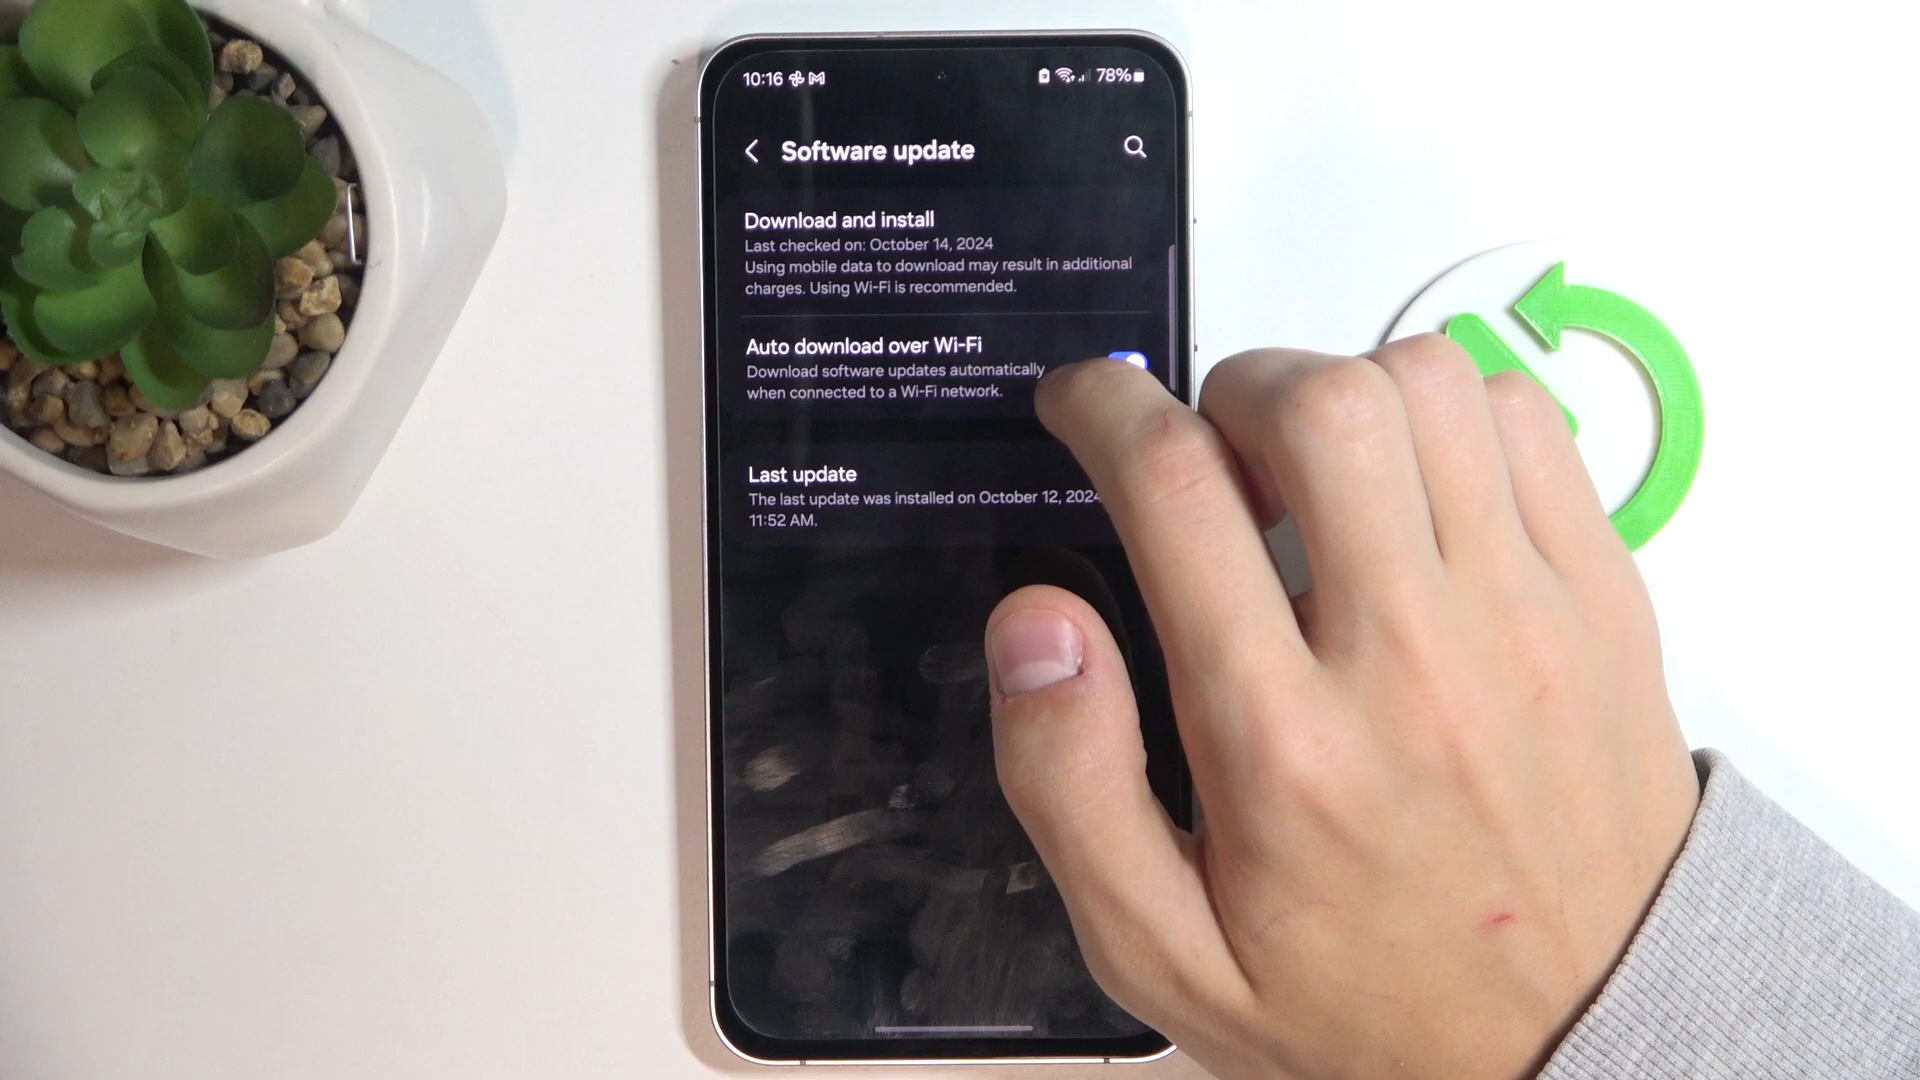 10:16
78%
Software update
Download and install
Last checked on: October 14, 2024
Using mobile data to download may result in additional
charges. Using Wi-Fi is recommended.
Auto download over Wi-Fi
Download software updates automatically
when connected to a Wi-Fi network.
Last update
The last update was installed on October 12, 2024
11:52 AM.